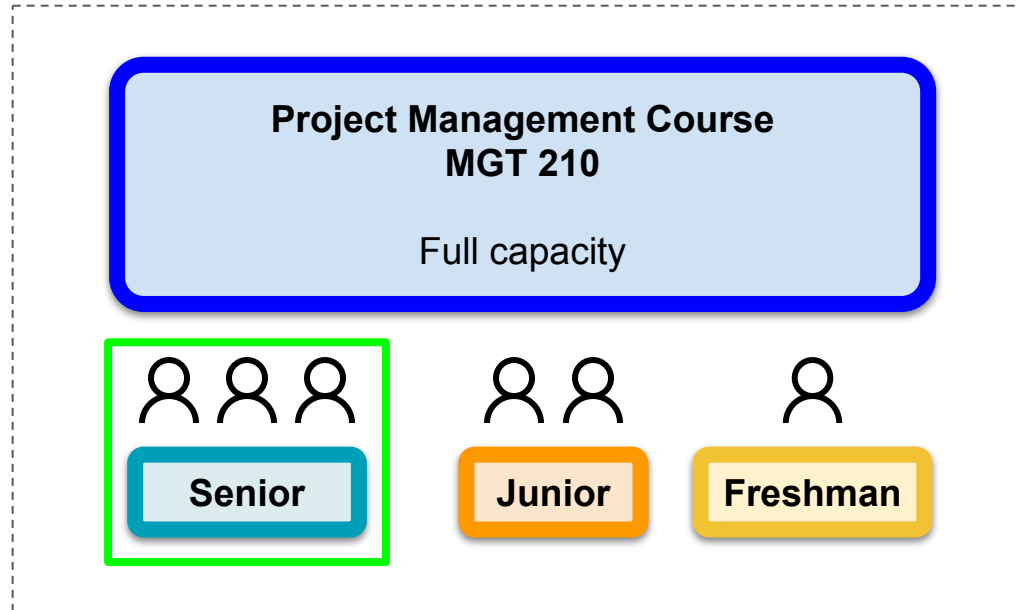 Project Management Course
MGT 210
Full capacity
Senior
Junior
Freshman